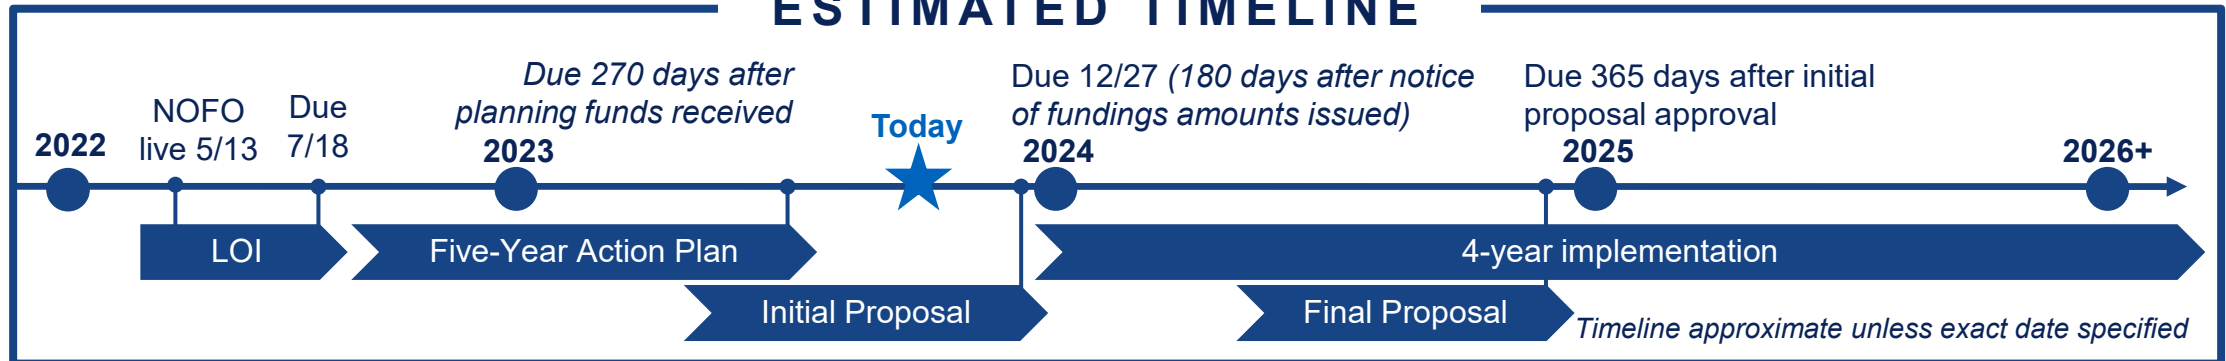 ESTIMATED TIMELINE
2022
NOFO
live 5/13
Due
7/18
Due 270 days after
planning funds received
2023
Today
Due 12/27 (180 days after notice
of fundings amounts issued)
2024
Due 365 days after initial
proposal approval
2025
2026+
LOI
Five-Year Action Plan
4-year implementation
Initial Proposal
Final Proposal
Timeline approximate unless exact date specified